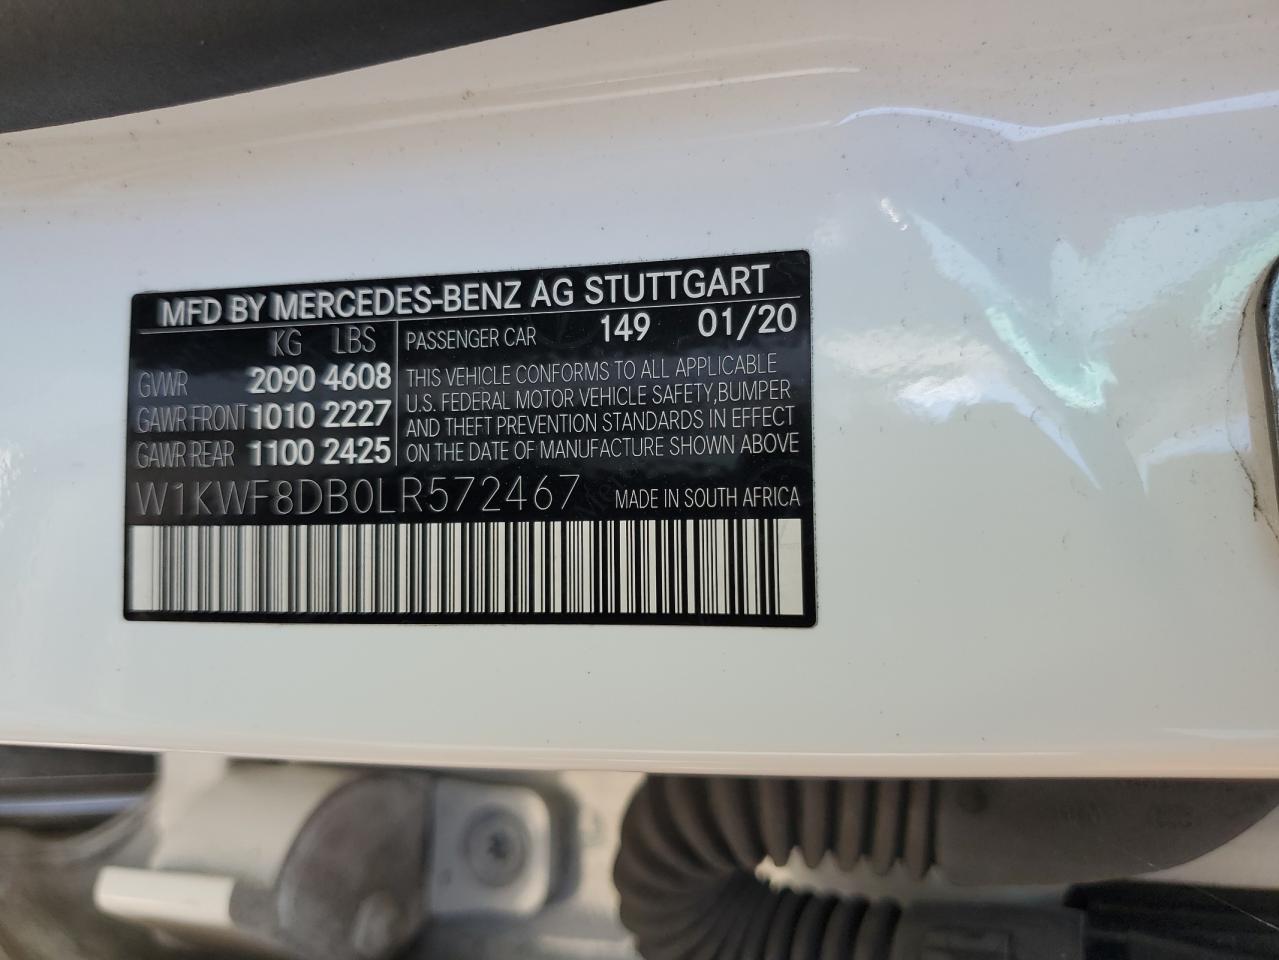 MFD BY MERCEDES-BENZ AG STUTTGART
KG LBS
GVWR 2090 4608
GAWR FRONT 1010 2227
GAWR REAR 1100 2425
PASSENGER CAR 149 01/20
THIS VEHICLE CONFORMS TO ALL APPLICABLE
U.S. FEDERAL MOTOR VEHICLE SAFETY, BUMPER
AND THEFT PREVENTION STANDARDS IN EFFECT
ON THE DATE OF MANUFACTURE SHOWN ABOVE
W1KWF8DB0LR572467 MADE IN SOUTH AFRICA